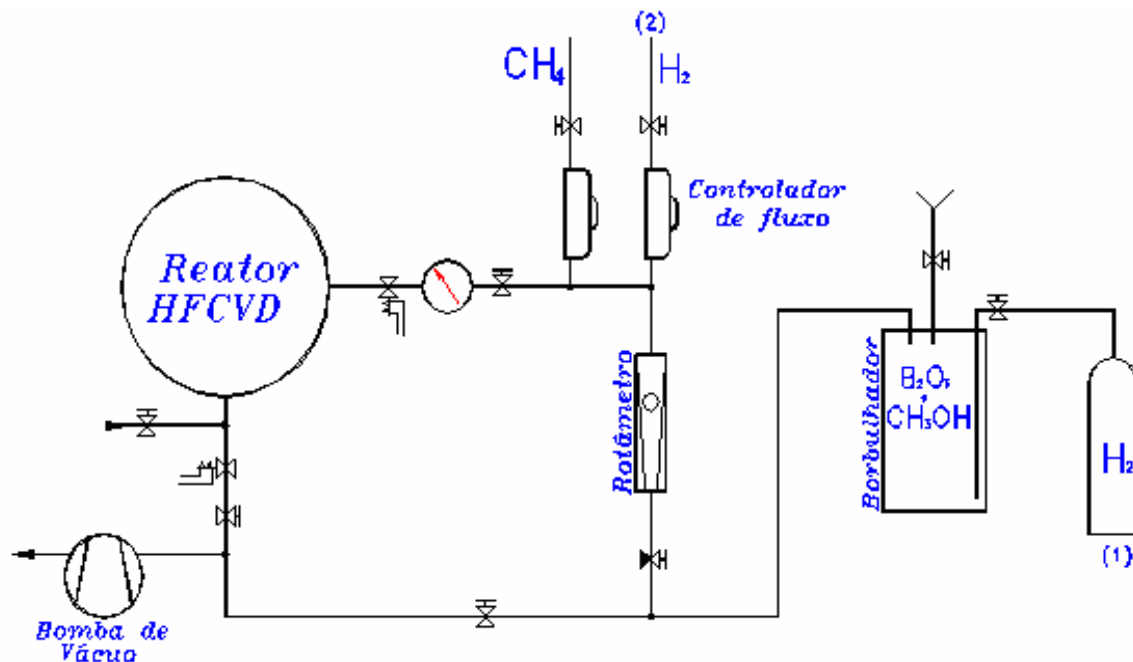 (2)
CH₄
H₂
Controlador
de fluxo
Reator
HFCVD
Rotâmetro
Borbulhador
B₂O₃
CH₃OH
H₂
(1)
Bomba de
Vácuo